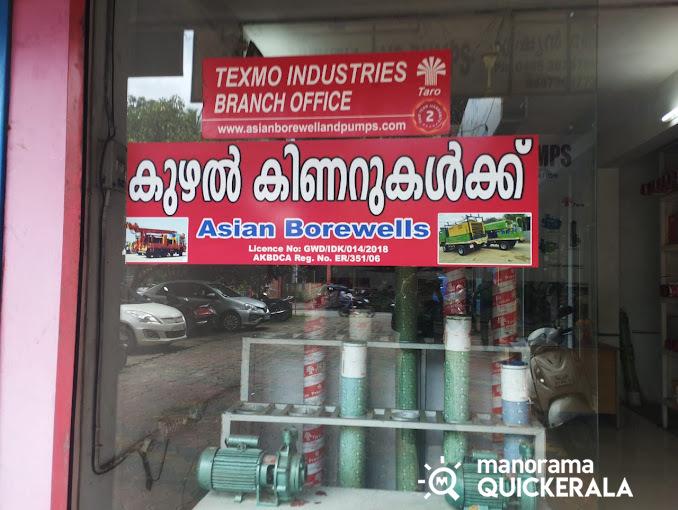 TEXMO INDUSTRIES
BRANCH OFFICE
Taro
2
www.asianborewellandpumps.com
കുഴൽ കിണറുകൾക്ക്
Asian Borewells
Licence No: GWD/IDK/014/2018
AKBDCA Reg. No. ER/351/06
manorama
QUICKERALA